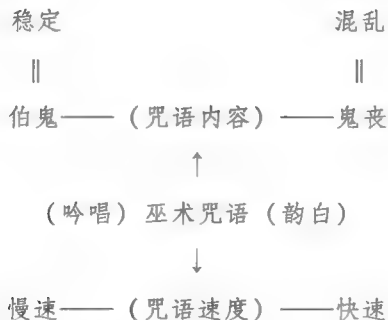 稳定 混乱
‖ ‖
伯鬼——（咒语内容）——鬼丧
↑
（吟唱）巫术咒语（韵白）
↓
慢速——（咒语速度）——快速